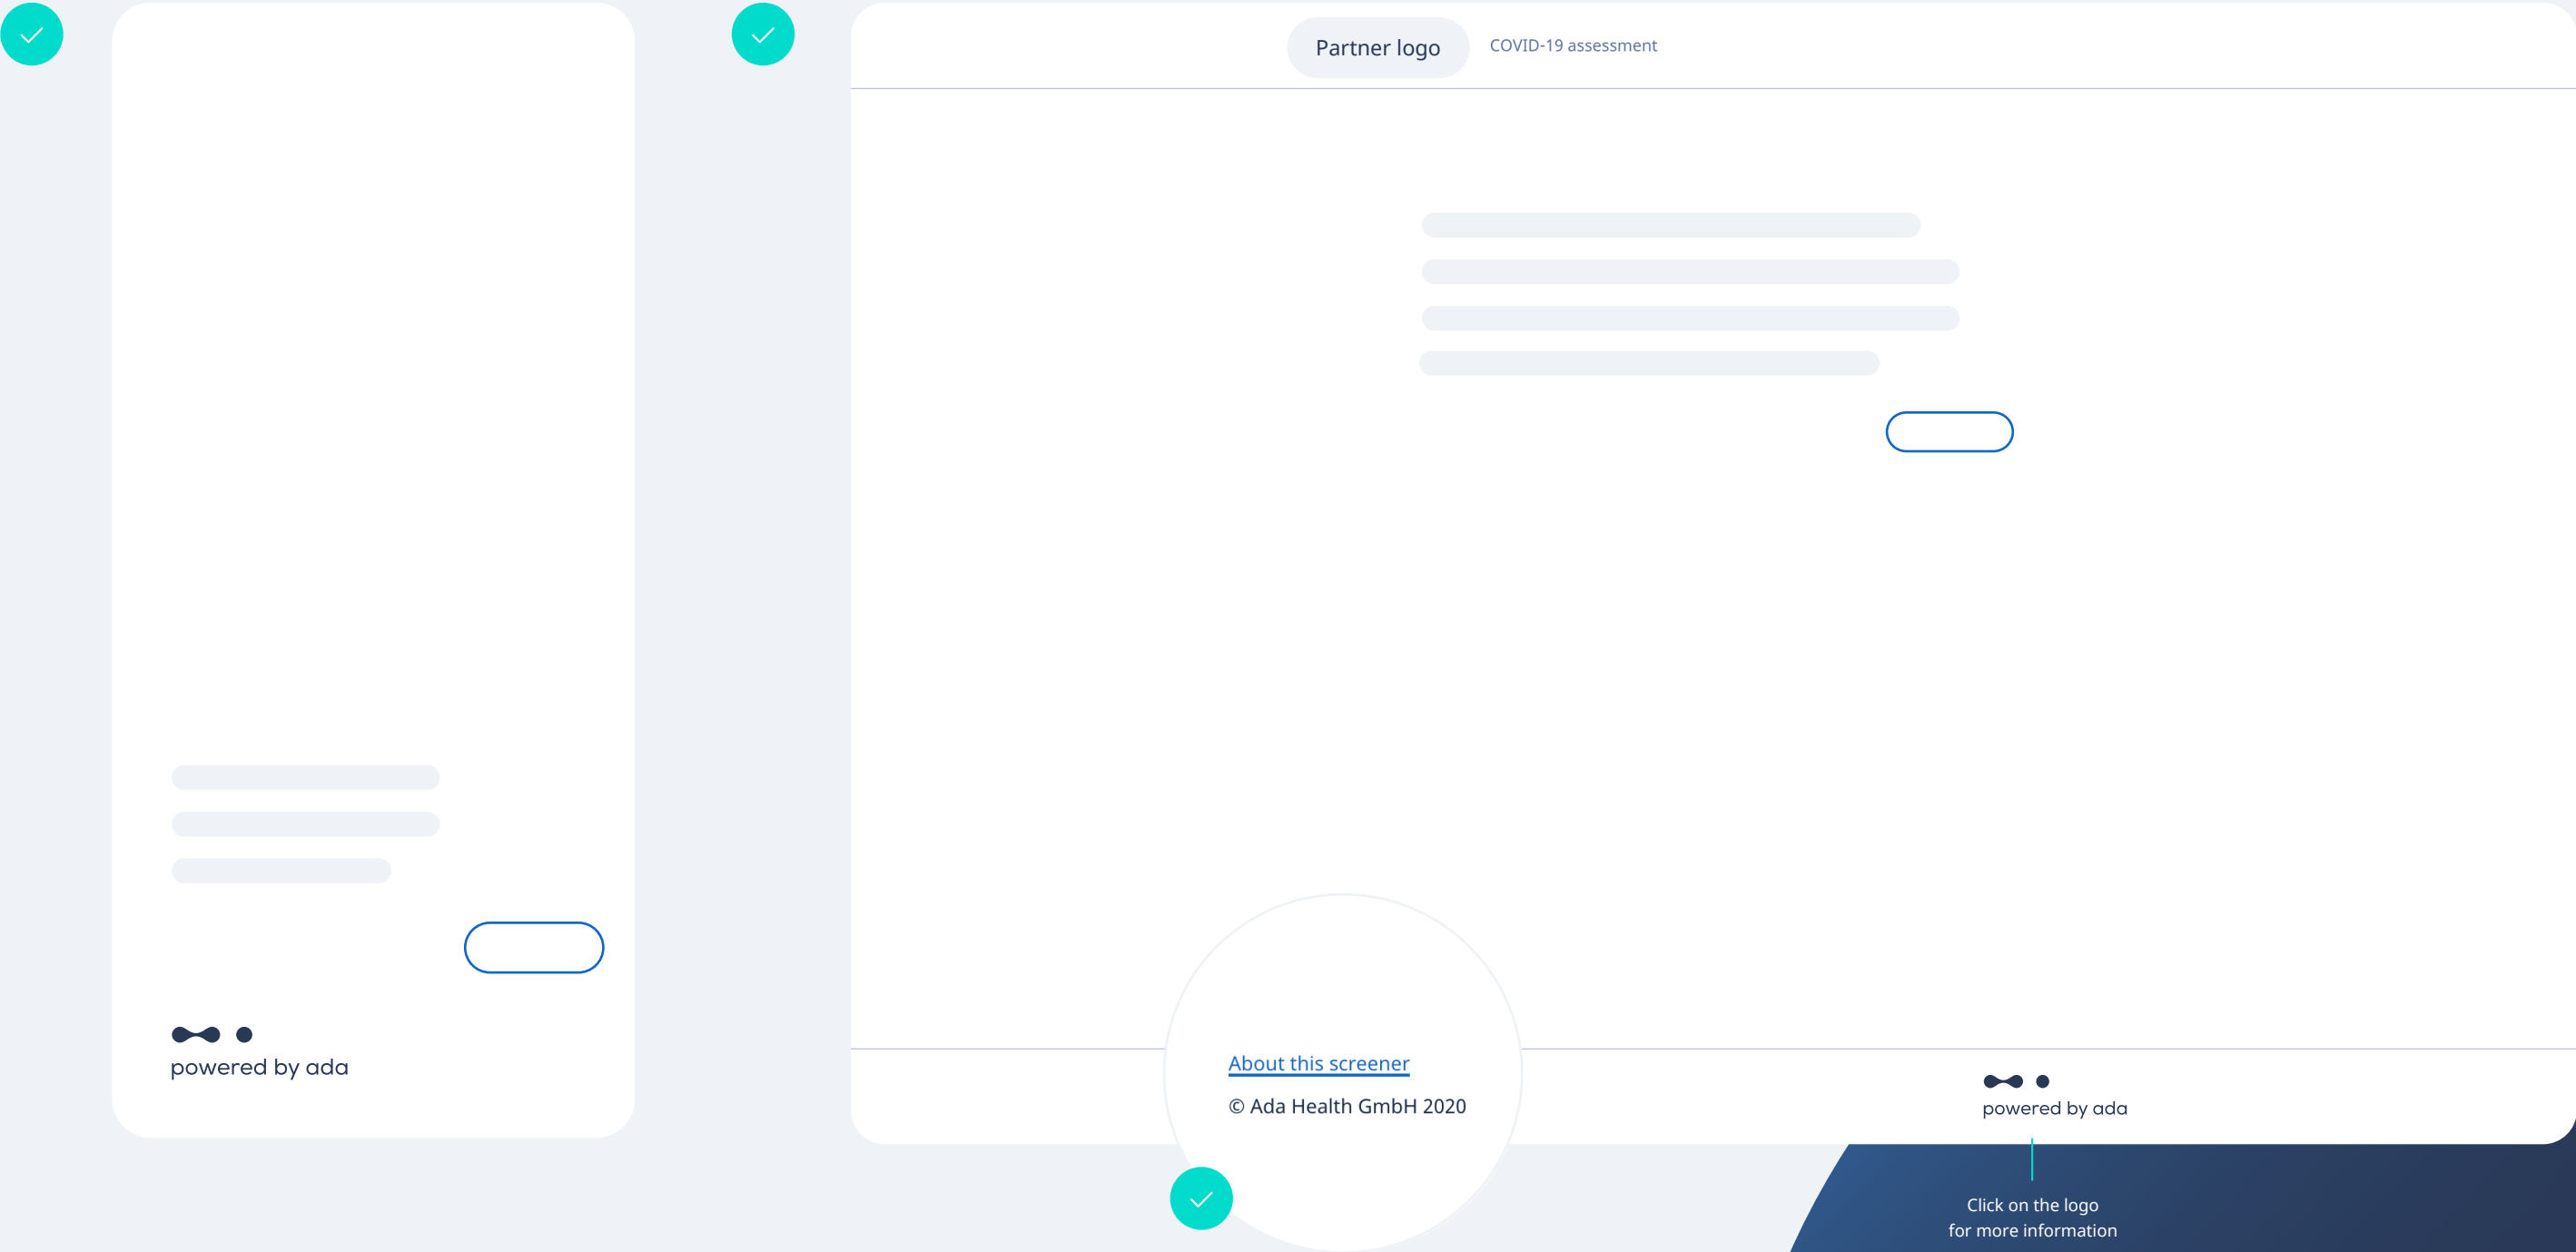 Partner logo
COVID-19 assessment
powered by ada
About this screener
© Ada Health GmbH 2020
powered by ada
Click on the logo
for more information